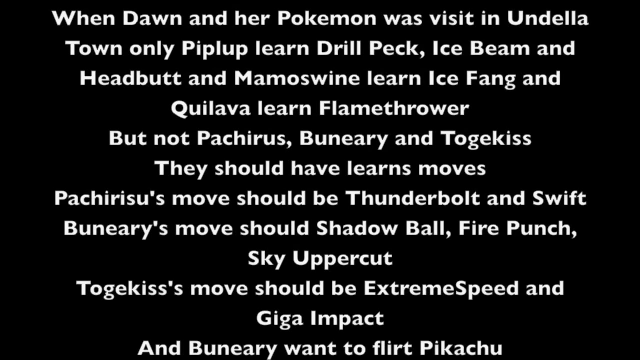 When Dawn and her Pokemon was visit in Undella
Town only Piplup learn Drill Peck, Ice Beam and
Headbutt and Mamoswine learn Ice Fang and
Quilava learn Flamethrower
But not Pachirus, Buneary and Togekiss
They should have learns moves
Pachirisu's move should be Thunderbolt and Swift
Buneary's move should Shadow Ball, Fire Punch,
Sky Uppercut
Togekiss's move should be ExtremeSpeed and
Giga Impact
And Buneary want to flirt Pikachu